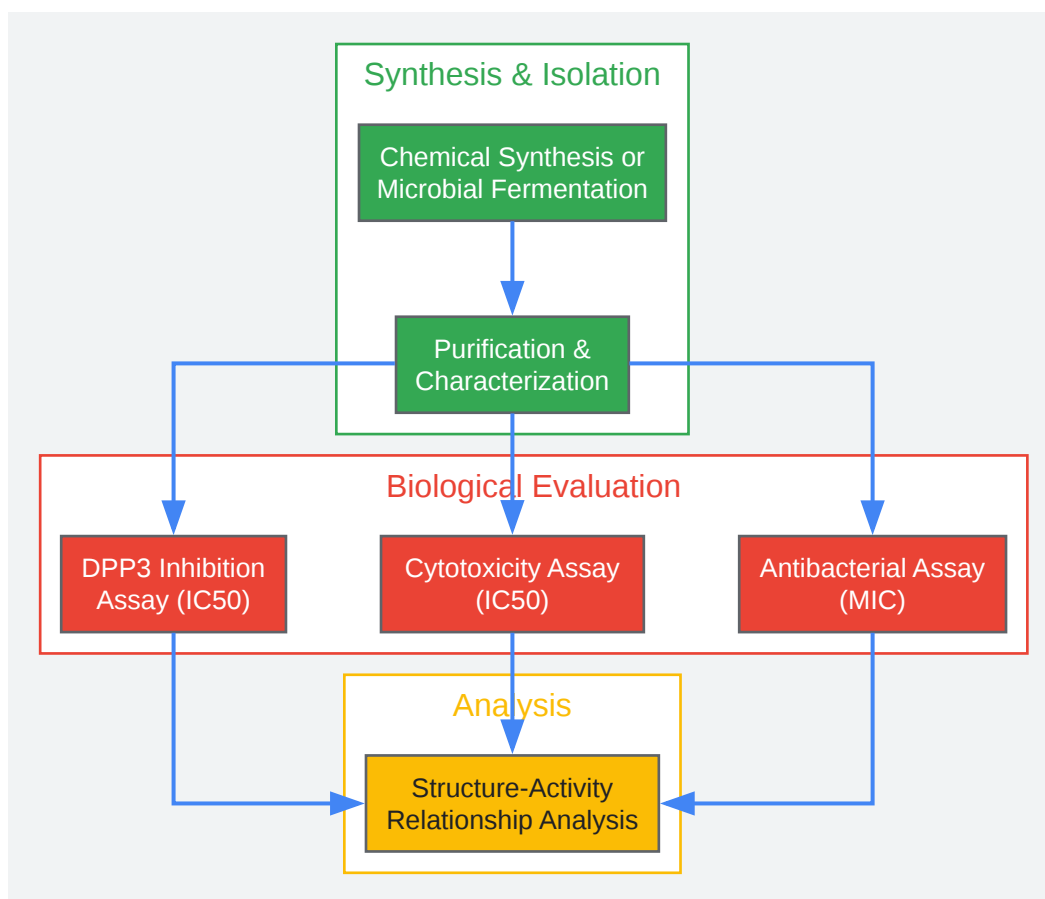 Synthesis & Isolation
Chemical Synthesis or
Microbial Fermentation
Purification &
Characterization
Biological Evaluation
DPP3 Inhibition
Assay (IC50)
Cytotoxicity Assay
(IC50)
Antibacterial Assay
(MIC)
Analysis
Structure-Activity
Relationship Analysis